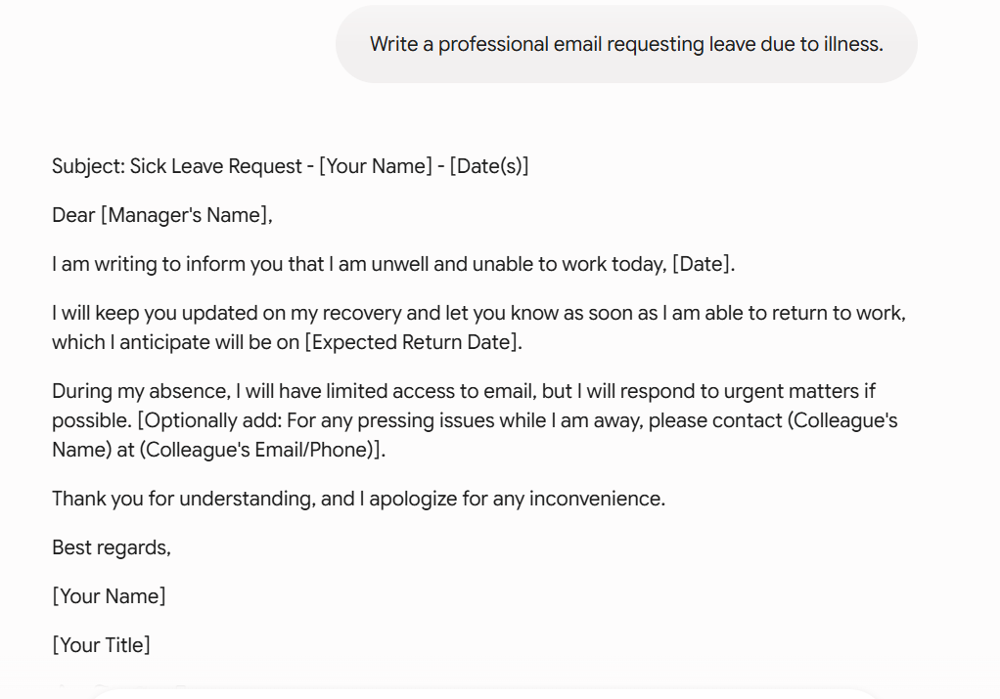 Write a professional email requesting leave due to illness.
Subject: Sick Leave Request - [Your Name] - [Date(s)]
Dear [Manager's Name],
I am writing to inform you that I am unwell and unable to work today, [Date].
I will keep you updated on my recovery and let you know as soon as I am able to return to work,
which I anticipate will be on [Expected Return Date].
During my absence, I will have limited access to email, but I will respond to urgent matters if
possible. [Optionally add: For any pressing issues while I am away, please contact (Colleague's
Name) at (Colleague's Email/Phone)].
Thank you for understanding, and I apologize for any inconvenience.
Best regards,
[Your Name]
[Your Title]